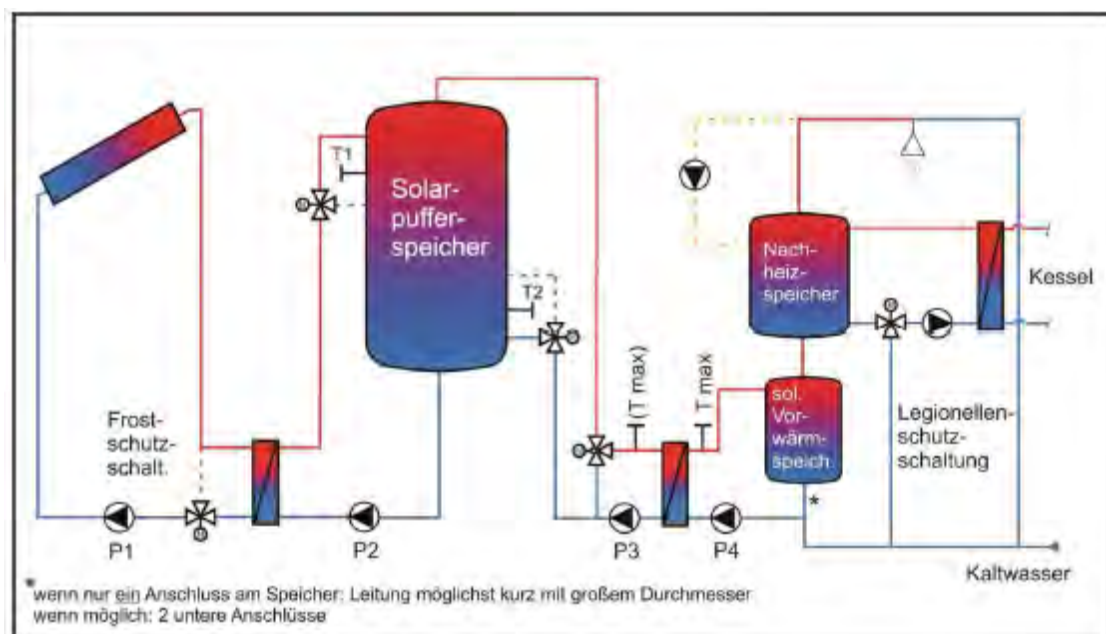 T1
Solar-
puffer-
speicher
T2
Nach-
heiz-
speicher
Kessel
(T max)
T max
sol.
Vor-
wärm-
speich.
Legionellen-
schutz-
schaltung
Frost-
schutz-
schalt.
*
P1
P2
P3
P4
Kaltwasser
*wenn nur ein Anschluss am Speicher: Leitung möglichst kurz mit großem Durchmesser
wenn möglich: 2 untere Anschlüsse